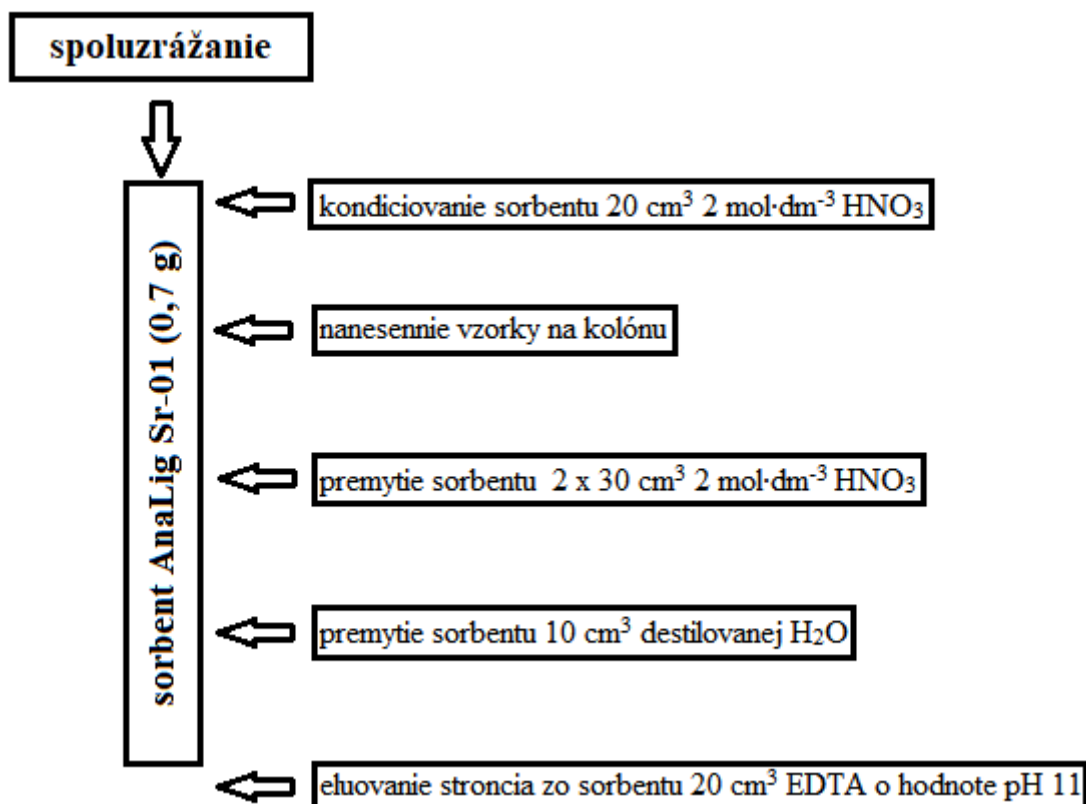 spoluzrážanie
sorbent AnaLig Sr-01 (0,7 g)
kondiciovanie sorbentu 20 cm³ 2 mol·dm⁻³ HNO₃
nanesennie vzorky na kolónu
premytie sorbentu 2 x 30 cm³ 2 mol·dm⁻³ HNO₃
premytie sorbentu 10 cm³ destilovanej H₂O
eluovanie stroncia zo sorbentu 20 cm³ EDTA o hodnote pH 11